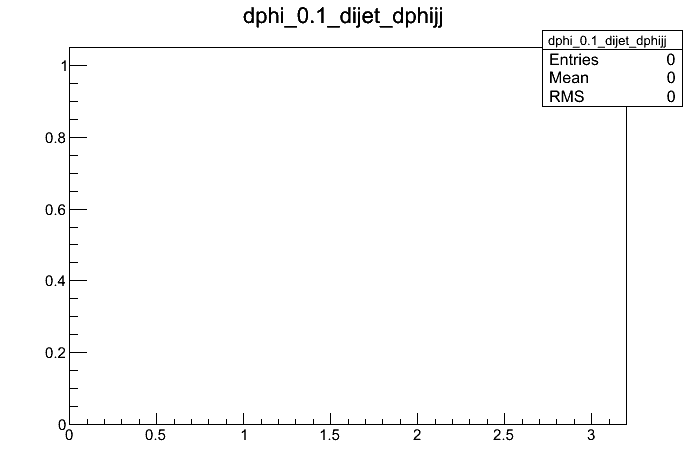 dphi_0.1_dijet_dphijj
dphi_0.1_dijet_dphijj
Entries 0
Mean 0
RMS 0
1
0.8
0.6
0.4
0.2
0
0 0.5 1 1.5 2 2.5 3